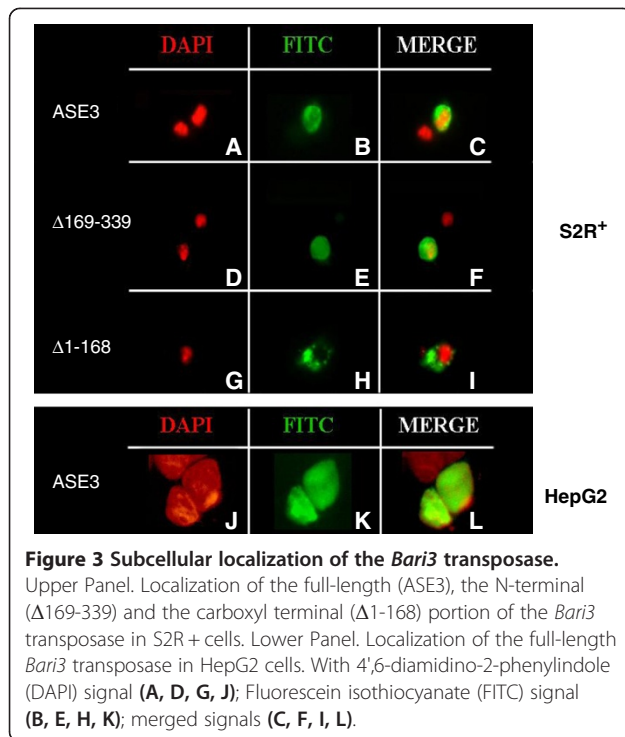 DAPI FITC MERGE
ASE3
A B C
Δ169-339
D E F
S2R+
Δ1-168
G H I
DAPI FITC MERGE
ASE3
J K L
HepG2
Figure 3 Subcellular localization of the Bari3 transposase.
Upper Panel. Localization of the full-length (ASE3), the N-terminal
(Δ169-339) and the carboxyl terminal (Δ1-168) portion of the Bari3
transposase in S2R + cells. Lower Panel. Localization of the full-length
Bari3 transposase in HepG2 cells. With 4',6-diamidino-2-phenylindole
(DAPI) signal (A, D, G, J); Fluorescein isothiocyanate (FITC) signal
(B, E, H, K); merged signals (C, F, I, L).